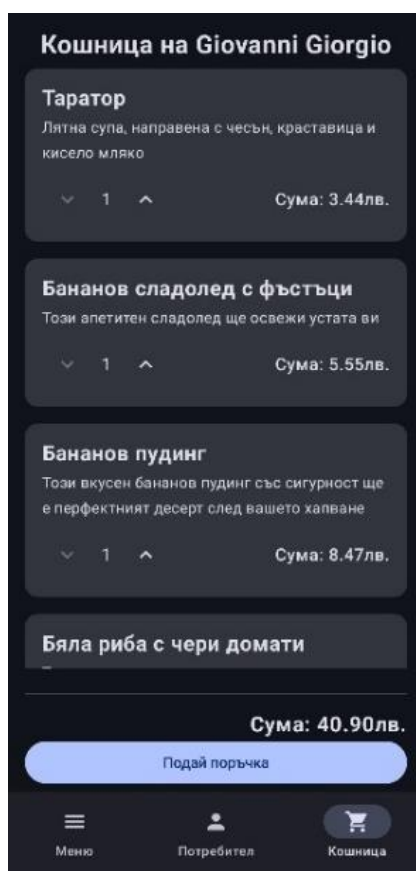 Кошница на Giovanni Giorgio
Таратор
Лятна супа, направена с чесън, краставица и
кисело мляко
1
Сума: 3.44лв.
Бананов сладолед с фъстъци
Този апетитен сладолед ще освежи устата ви
1
Сума: 5.55лв.
Бананов пудинг
Този вкусен бананов пудинг със сигурност ще
е перфектният десерт след вашето хапване
1
Сума: 8.47лв.
Бяла риба с чери домати
Сума: 40.90лв.
Подай поръчка
Меню
Потребител
Кошница